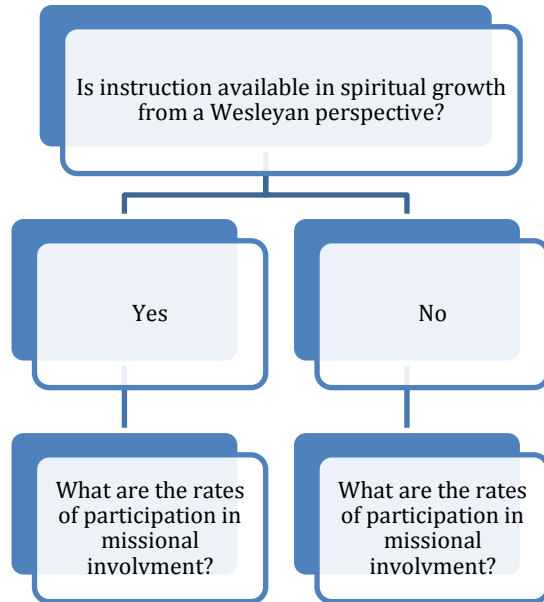 Is instruction available in spiritual growth
from a Wesleyan perspective?
Yes
No
What are the rates
of participation in
missional
involvment?
What are the rates
of participation in
missional
involvment?